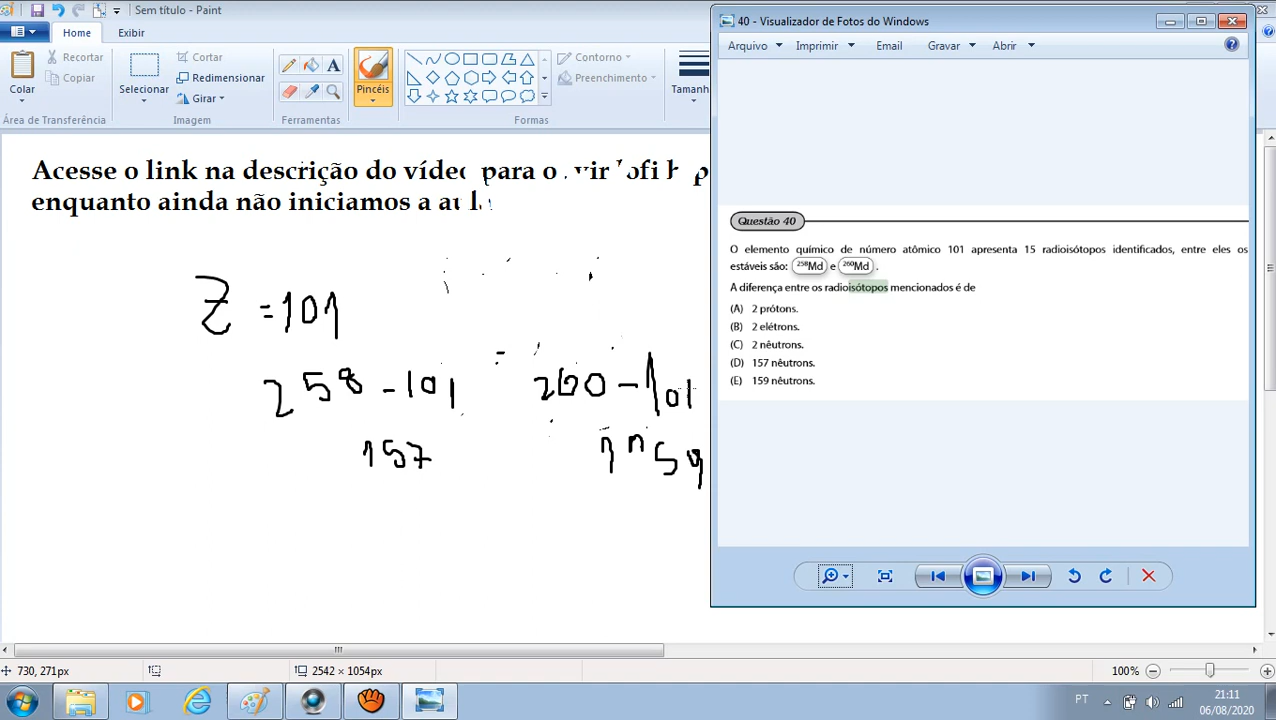 Sem título - Paint
Home Exibir
Colar
Recortar
Copiar
Área de Transferência
Selecionar
Redimensionar
Girar
Imagem
A
Ferramentas
Pincéis
Contorno
Preenchimento
Formas
Tamanh
Acesse o link na descrição do vídeo para o
enquanto ainda não iniciamos a
Z = 101
258 - 101
157
260 - 101
40 - Visualizador de Fotos do Windows
Arquivo Imprimir Email Gravar Abrir
Questão 40
O elemento químico de número atômico 101 apresenta 15 radioisótopos identificados, entre eles os
estáveis são: ²⁵⁸Md e ²⁶⁰Md .
A diferença entre os radioisótopos mencionados é de
(A) 2 prótons.
(B) 2 elétrons.
(C) 2 nêutrons.
(D) 157 nêutrons.
(E) 159 nêutrons.
730, 271px
2542 × 1054px
100%
PT
21:11
06/08/2020